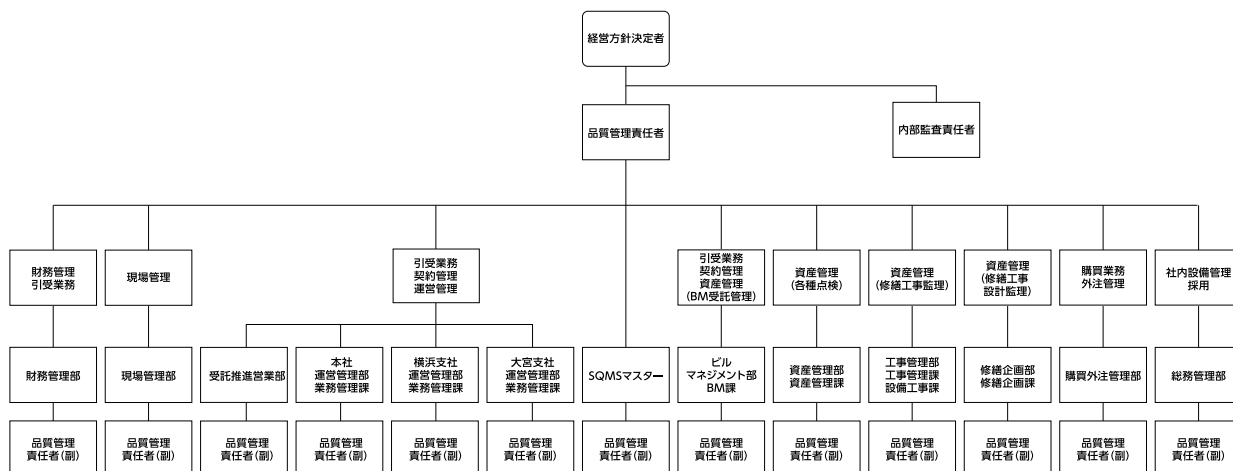 経営方針決定者
品質管理責任者
内部監査責任者
財務管理
引受業務
現場管理
引受業務
契約管理
運営管理
引受業務
契約管理
資産管理
(BM受託管理)
資産管理
(各種点検)
資産管理
(修繕工事監理)
資産管理
(修繕工事
設計監理)
購買業務
外注管理
社内設備管理
採用
財務管理部
現場管理部
受託推進営業部
本社
運営管理部
業務管理課
横浜支社
運営管理部
業務管理課
大宮支社
運営管理部
業務管理課
SQMSマスター
ビル
マネジメント部
BM課
資産管理部
資産管理課
工事管理部
工事管理課
設備工事課
修繕企画部
修繕企画課
購買外注管理部
総務管理部
品質管理
責任者(副)
品質管理
責任者(副)
品質管理
責任者(副)
品質管理
責任者(副)
品質管理
責任者(副)
品質管理
責任者(副)
品質管理
責任者(副)
品質管理
責任者(副)
品質管理
責任者(副)
品質管理
責任者(副)
品質管理
責任者(副)
品質管理
責任者(副)
品質管理
責任者(副)